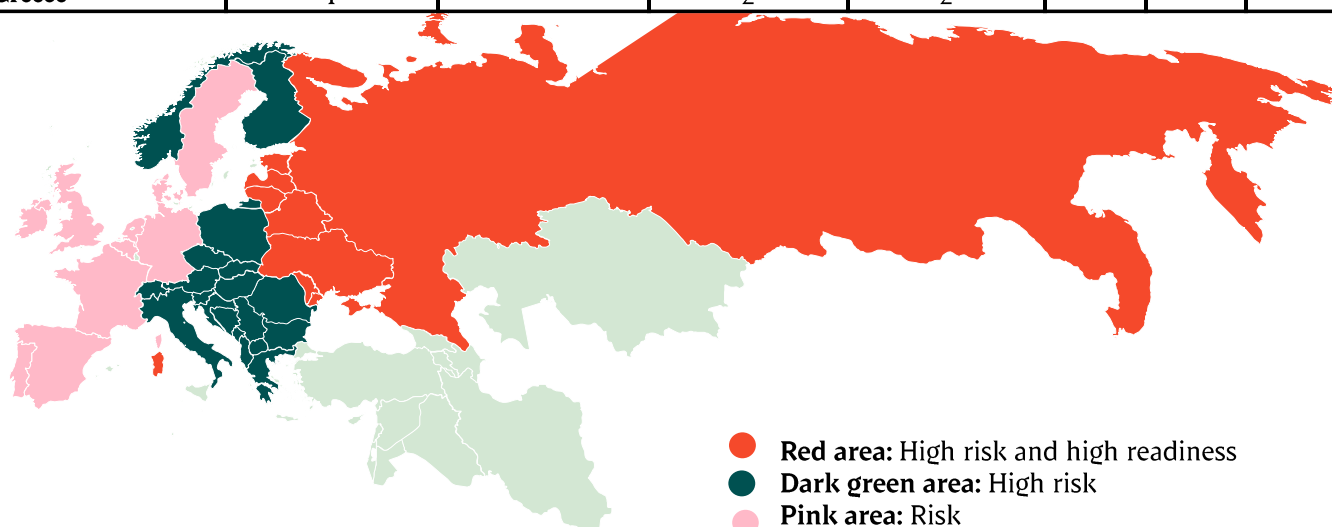 Red area: High risk and high readiness
Dark green area: High risk
Pink area: Risk